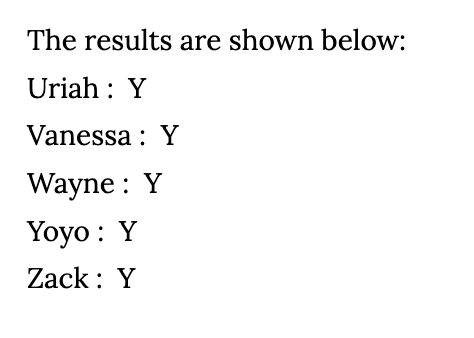 The results are shown below:
Uriah :  Y
Vanessa :  Y
Wayne :  Y
Yoyo :  Y
Zack :  Y